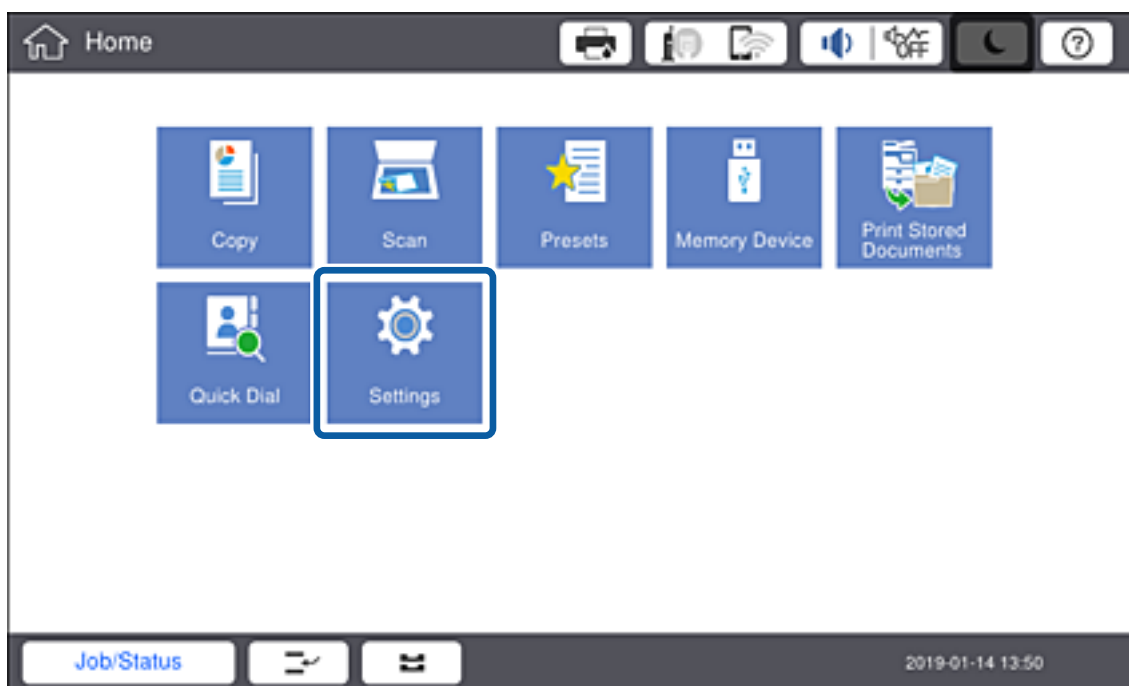 Home
OFF
?
Copy
Scan
Presets
Memory Device
Print Stored
Documents
Quick Dial
Settings
Job/Status
2019-01-14 13:50